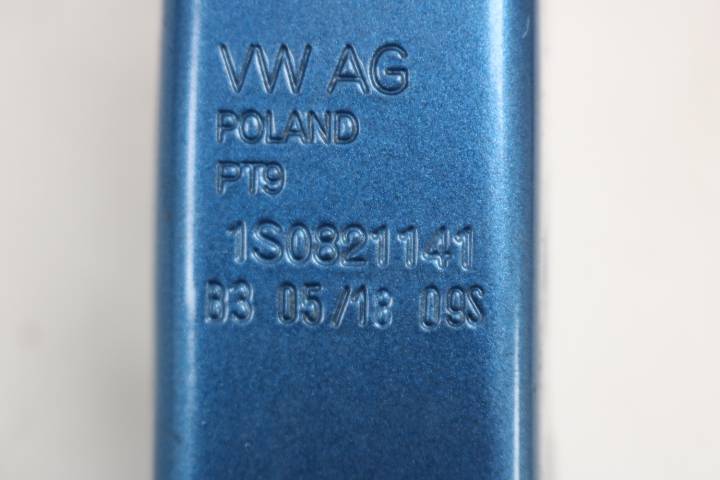 VW AG
POLAND
PT9
1S0821141
B3 05/18 09S